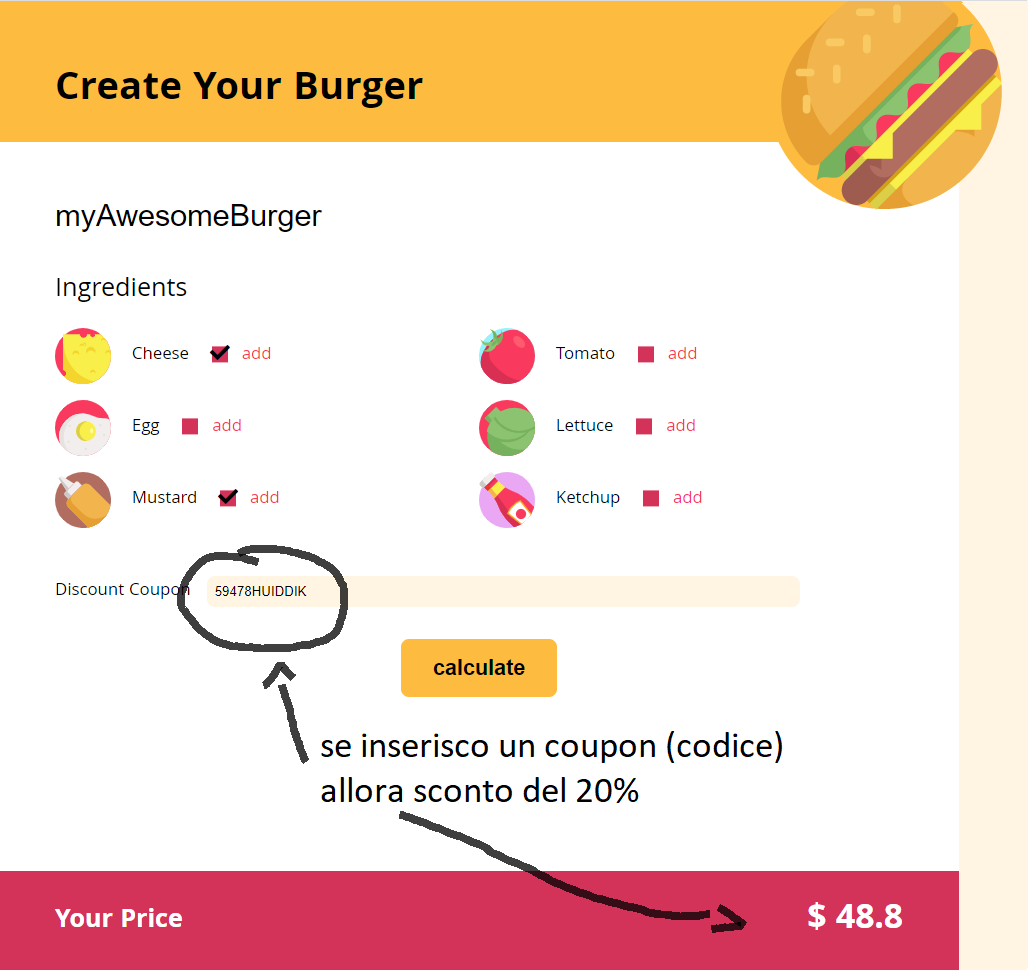 Create Your Burger
myAwesomeBurger
Ingredients
Cheese add
Tomato add
Egg add
Lettuce add
Mustard add
Ketchup add
Discount Coupon 59478HUIDDIK
calculate
se inserisco un coupon (codice)
allora sconto del 20%
Your Price $ 48.8